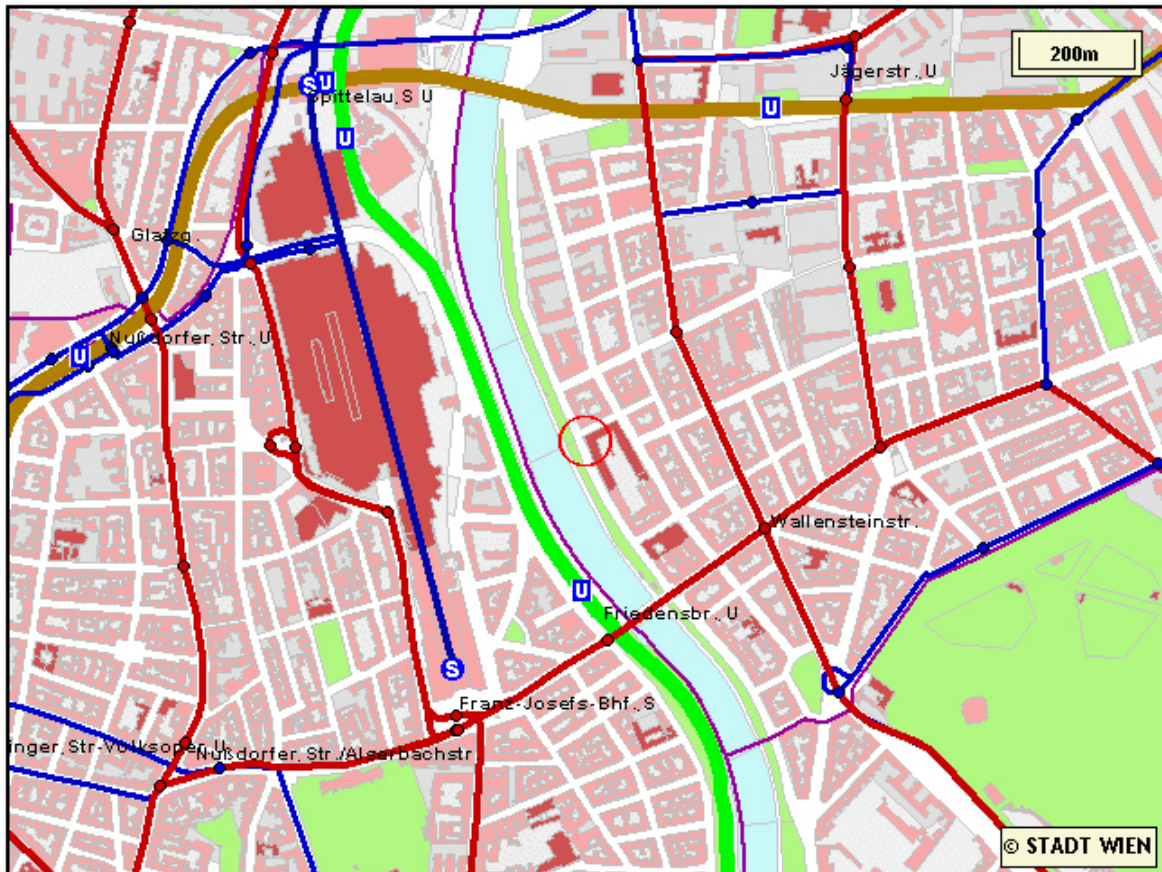 200m
Jägerstr., U
U
S U
Spittelau, S U
U
Glatzg.
Nußdorfer, Str., U
U
Wallensteinstr.
U
Friedensbr., U
S
Franz-Josefs-Bhf., S
inger, Str-Volksoper, U
Nußdorfer, Str./Alserbachstr
© STADT WIEN